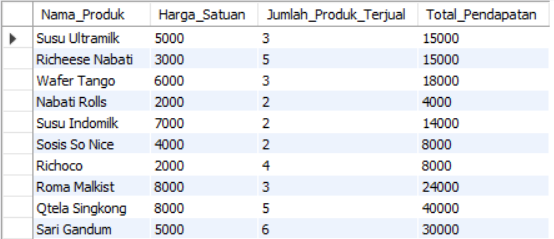 Nama_Produk Harga_Satuan Jumlah_Produk_Terjual Total_Pendapatan
Susu Ultramilk 5000 3 15000
Richeese Nabati 3000 5 15000
Wafer Tango 6000 3 18000
Nabati Rolls 2000 2 4000
Susu Indomilk 7000 2 14000
Sosis So Nice 4000 2 8000
Richoco 2000 4 8000
Roma Malkist 8000 3 24000
Qtela Singkong 8000 5 40000
Sari Gandum 5000 6 30000